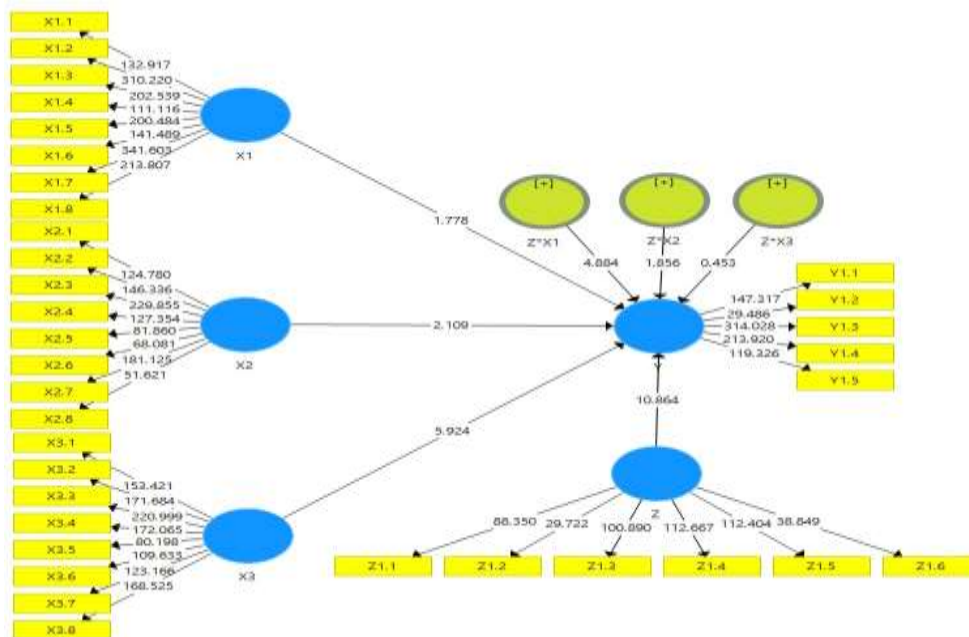 X1.1
X1.2
132.917
X1.3
310.220
202.539
X1.4
111.116
X1.5
200.484
141.489
X1.6
341.603
X1.7
213.807
X1.8
X1
X2.1
X2.2
124.780
X2.3
146.336
229.855
X2.4
127.354
X2.5
81.860
68.081
X2.6
181.125
X2.7
51.621
X2.8
X2
X3.1
X3.2
153.421
X3.3
171.684
220.999
X3.4
172.065
X3.5
80.198
109.633
X3.6
123.166
X3.7
168.525
X3.8
X3
1.778
2.109
5.924
[+]
[+]
[+]
Z*X1
Z*X2
Z*X3
4.884
1.856
0.453
Y
147.317
29.486
314.028
213.920
119.326
Y1.1
Y1.2
Y1.3
Y1.4
Y1.5
10.864
Z
88.350
29.722
100.890
112.667
112.404
38.849
Z1.1
Z1.2
Z1.3
Z1.4
Z1.5
Z1.6